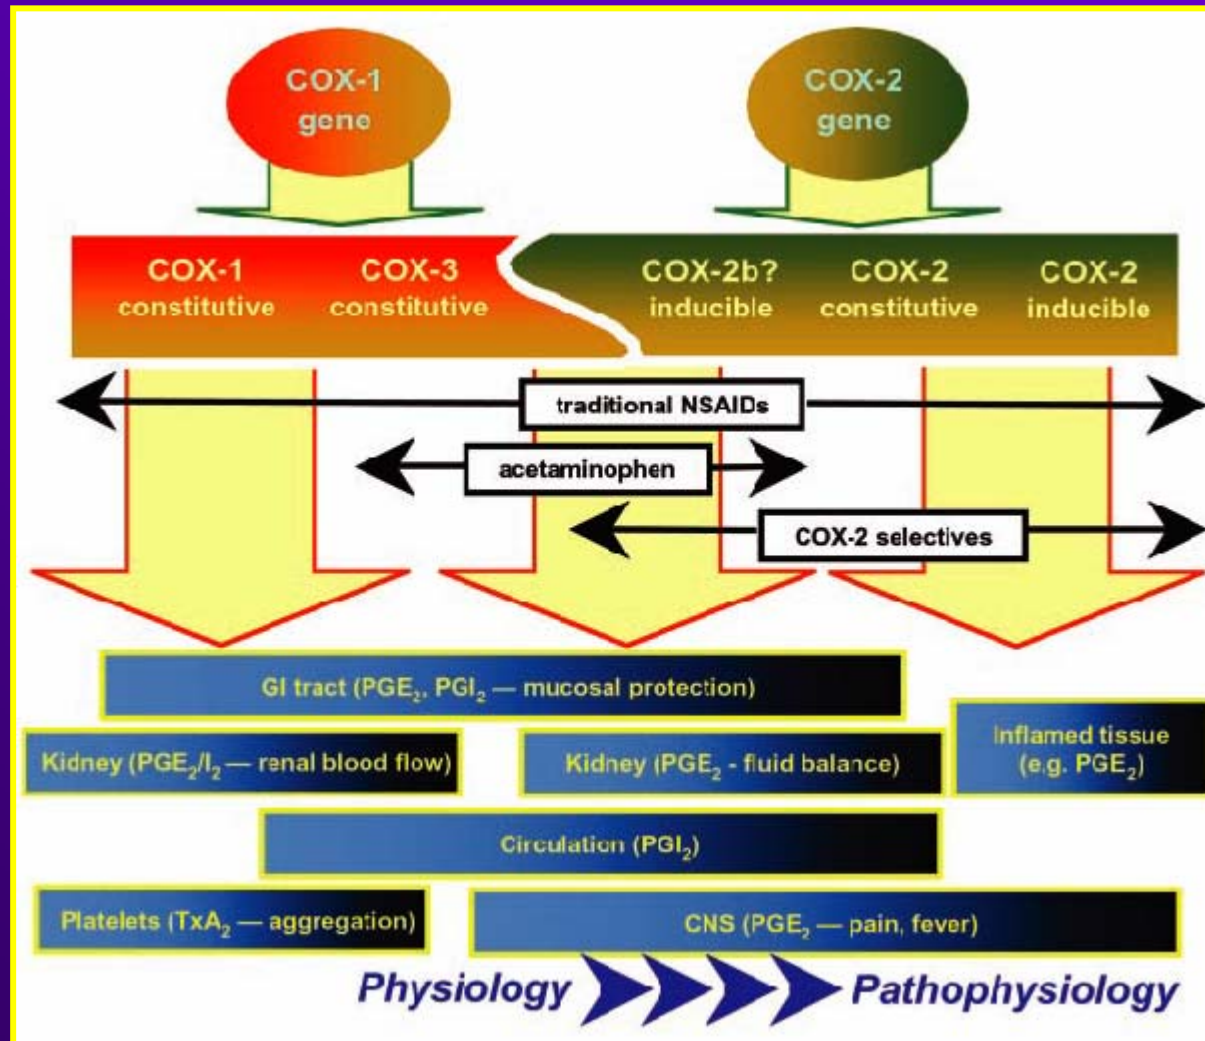 COX-1
gene
COX-2
gene
COX-1
constitutive
COX-3
constitutive
COX-2b?
inducible
COX-2
constitutive
COX-2
inducible
traditional NSAIDs
acetaminophen
COX-2 selectives
GI tract (PGE₂, PGI₂ — mucosal protection)
Kidney (PGE₂/I₂ — renal blood flow)
Kidney (PGE₂ - fluid balance)
Inflamed tissue
(e.g. PGE₂)
Circulation (PGI₂)
Platelets (TxA₂ — aggregation)
CNS (PGE₂ — pain, fever)
Physiology
Pathophysiology